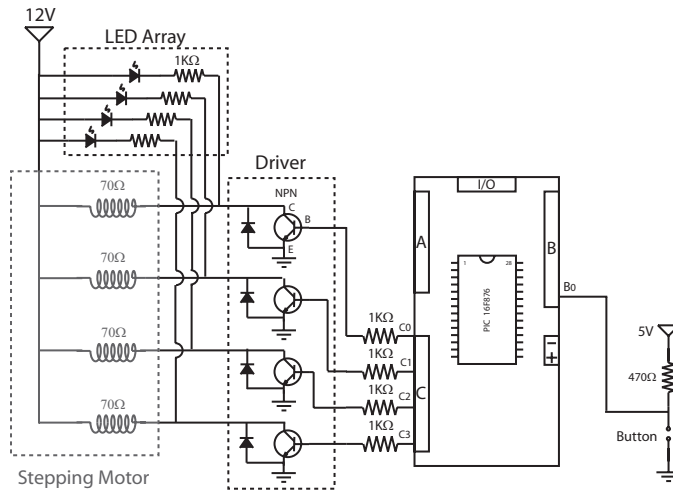 12V
LED Array
1KΩ
70Ω
Driver
NPN
C
B
E
I/O
A
B
1
28
PIC 16F876
B0
70Ω
1KΩ
C0
5V
1KΩ
C1
70Ω
470Ω
1KΩ
C2
C
1KΩ
C3
70Ω
Button
Stepping Motor